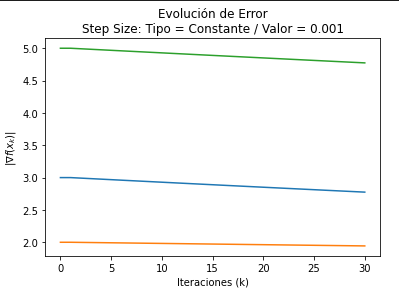 Evolución de Error
Step Size: Tipo = Constante / Valor = 0.001
|∇f(x_k)|
5.0
4.5
4.0
3.5
3.0
2.5
2.0
0 5 10 15 20 25 30
Iteraciones (k)